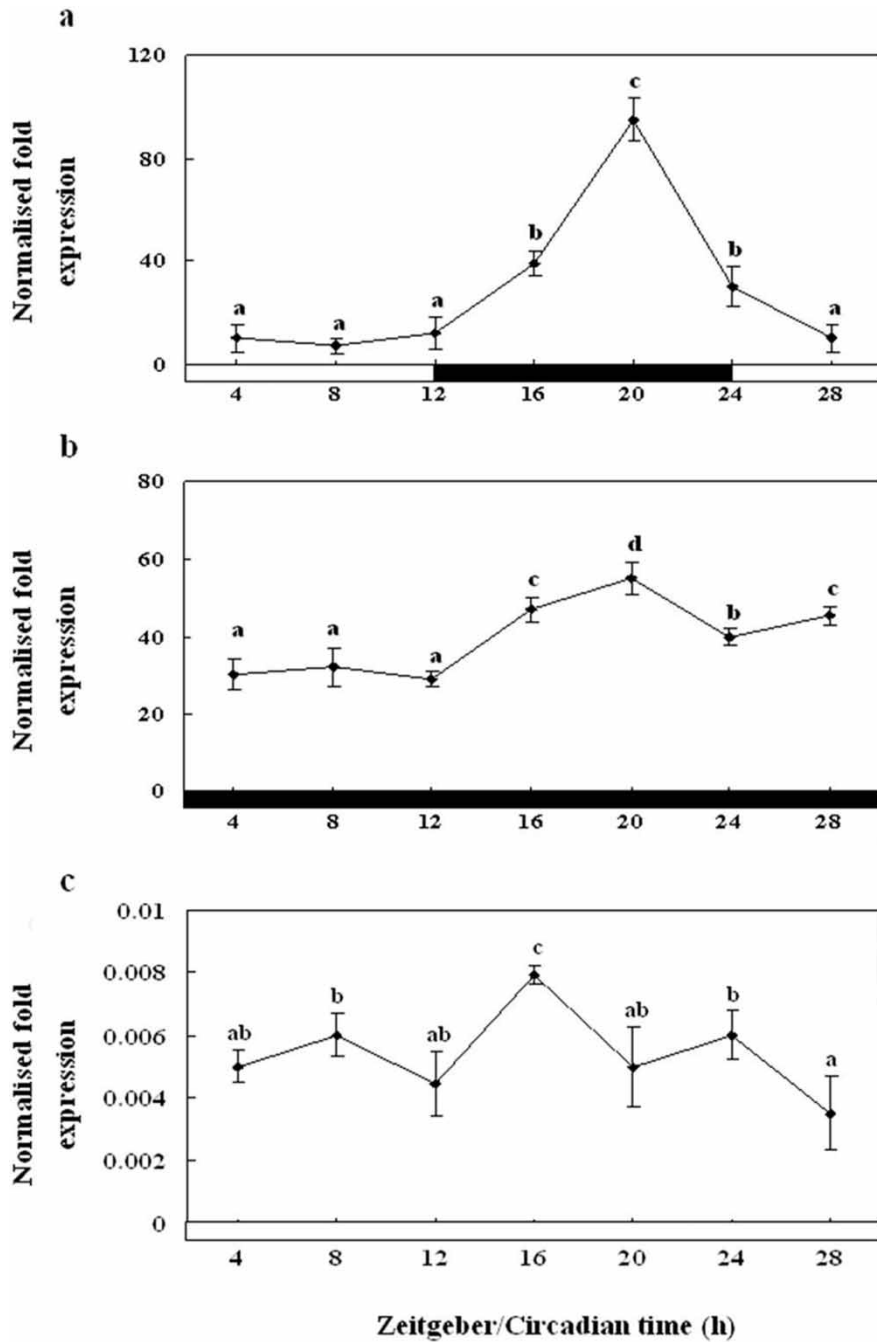 a
Normalised fold
expression
120
80
40
0
a
a
a
b
c
b
a
4 8 12 16 20 24 28
b
Normalised fold
expression
80
60
40
20
0
a
a
a
c
d
b
c
4 8 12 16 20 24 28
c
Normalised fold
expression
0.01
0.008
0.006
0.004
0.002
0
ab
b
ab
c
ab
b
a
4 8 12 16 20 24 28
Zeitgeber/Circadian time (h)